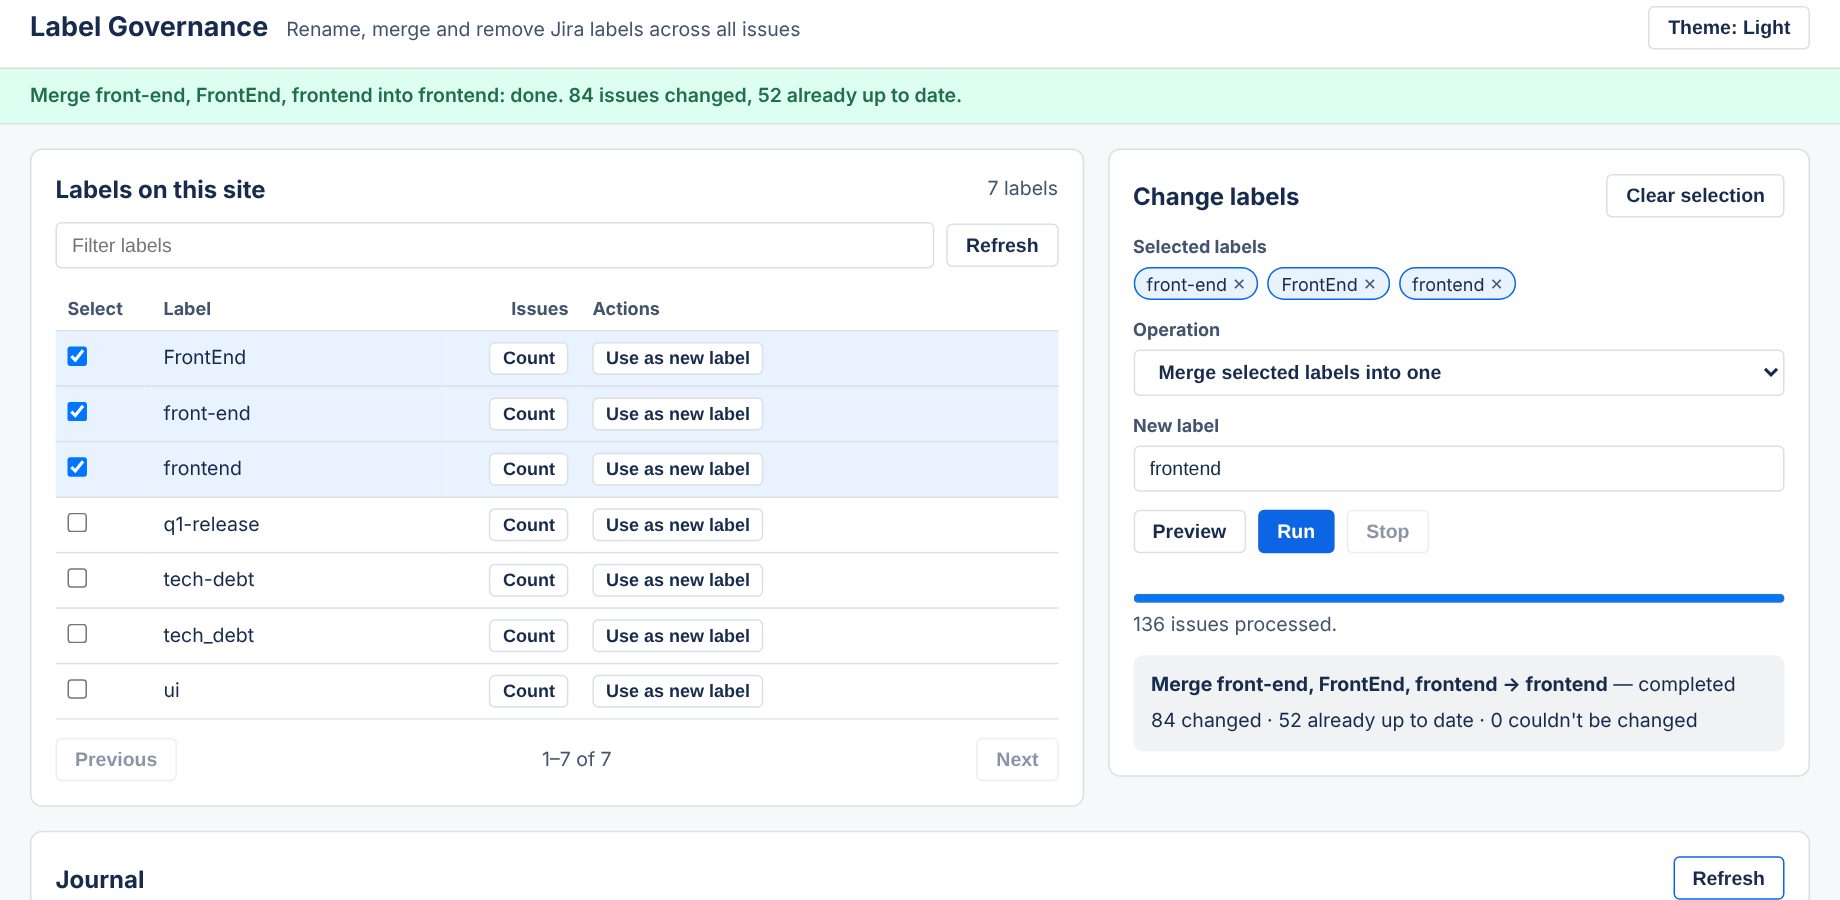 Label Governance
Rename, merge and remove Jira labels across all issues
Theme: Light
Merge front-end, FrontEnd, frontend into frontend: done. 84 issues changed, 52 already up to date.
Labels on this site
7 labels
Filter labels
Refresh
Select Label Issues Actions
FrontEnd Count Use as new label
front-end Count Use as new label
frontend Count Use as new label
q1-release Count Use as new label
tech-debt Count Use as new label
tech_debt Count Use as new label
ui Count Use as new label
Previous 1–7 of 7 Next
Change labels
Clear selection
Selected labels
front-end × FrontEnd × frontend ×
Operation
Merge selected labels into one
New label
frontend
Preview Run Stop
136 issues processed.
Merge front-end, FrontEnd, frontend → frontend — completed
84 changed · 52 already up to date · 0 couldn't be changed
Journal
Refresh